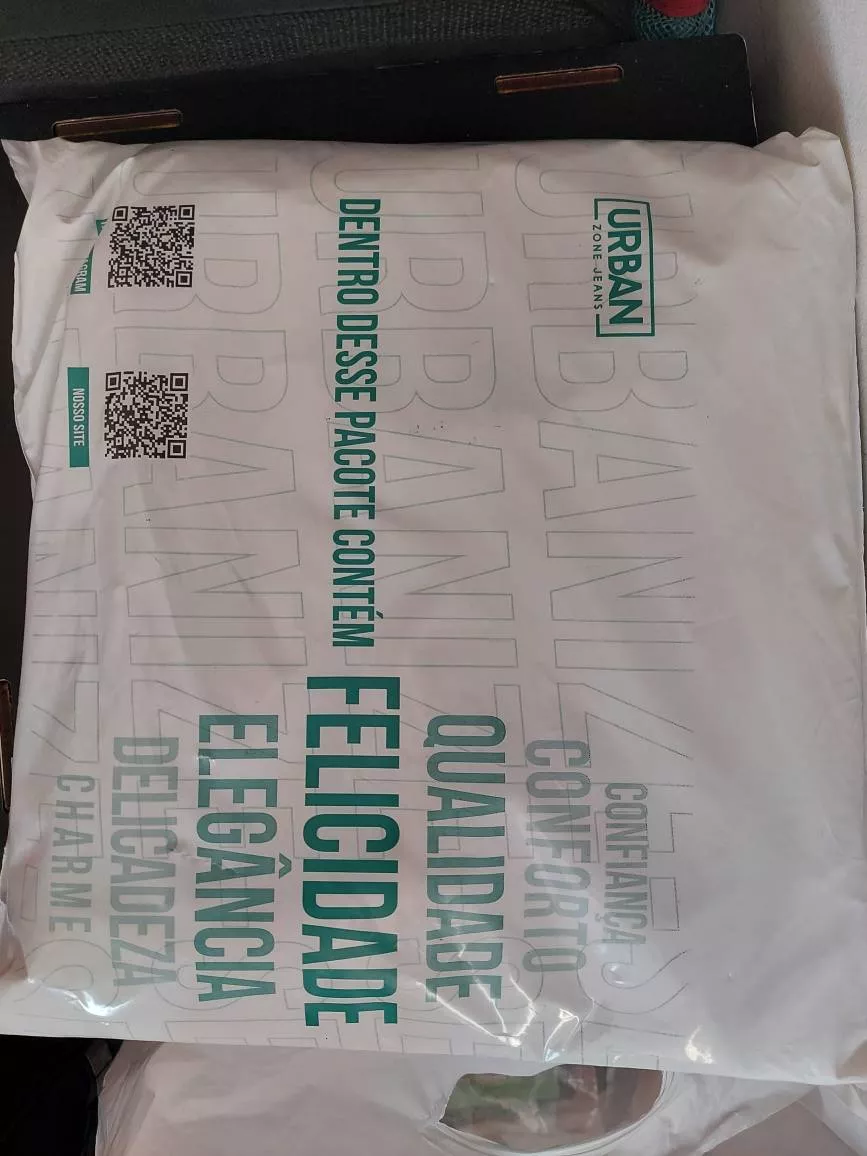 URBAN
ZONE JEANS
CONFIANÇA
CONFORTO
QUALIDADE
DENTRO DESSE PACOTE CONTÉM FELICIDADE
ELEGÂNCIA
DELICADEZA
CHARME
NOSSO SITE